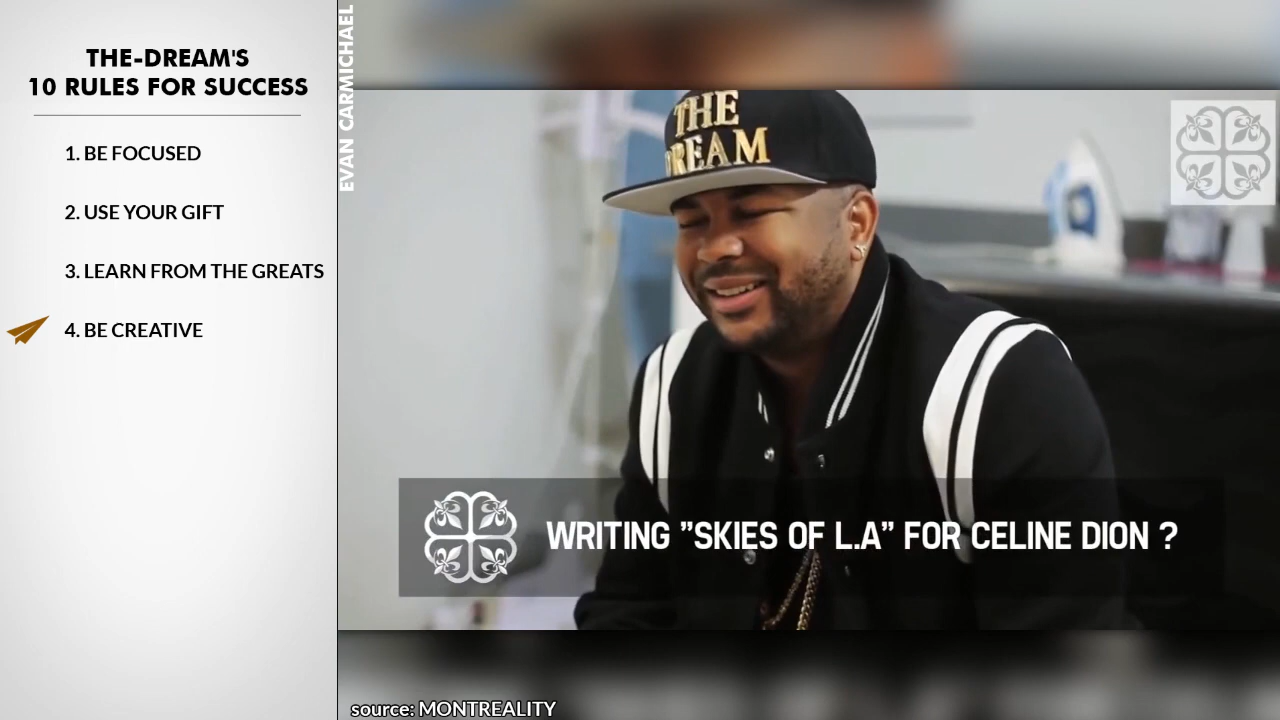 THE-DREAM'S
10 RULES FOR SUCCESS
1. BE FOCUSED
2. USE YOUR GIFT
3. LEARN FROM THE GREATS
4. BE CREATIVE
EVAN CARMICHAEL
THE
DREAM
WRITING ”SKIES OF L.A” FOR CELINE DION ?
source: MONTREALITY